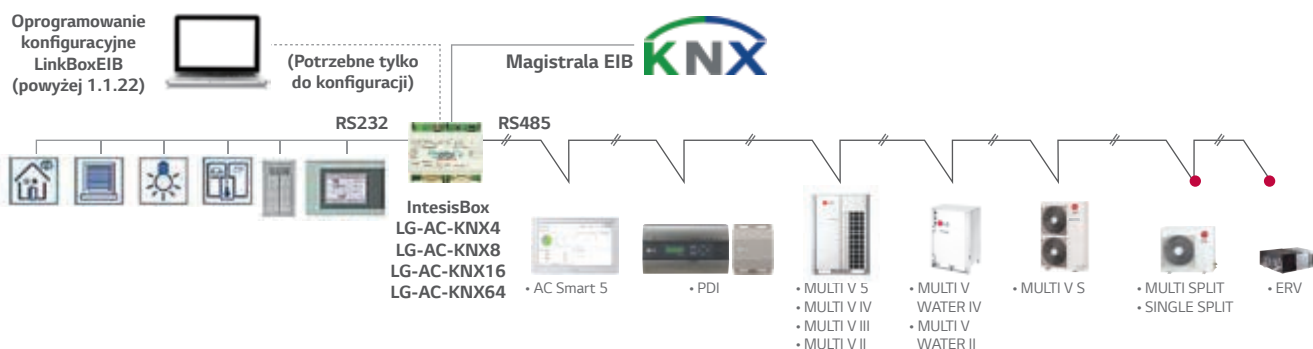 Oprogramowanie
konfiguracyjne
LinkBoxEIB
(powyżej 1.1.22)
(Potrzebne tylko
do konfiguracji)
Magistrala EIB
KNX
RS232
RS485
IntesisBox
LG-AC-KNX4
LG-AC-KNX8
LG-AC-KNX16
LG-AC-KNX64
• AC Smart 5
• PDI
• MULTI V 5
• MULTI V IV
• MULTI V III
• MULTI V II
• MULTI V
WATER IV
• MULTI V
WATER II
• MULTI V S
• MULTI SPLIT
• SINGLE SPLIT
• ERV